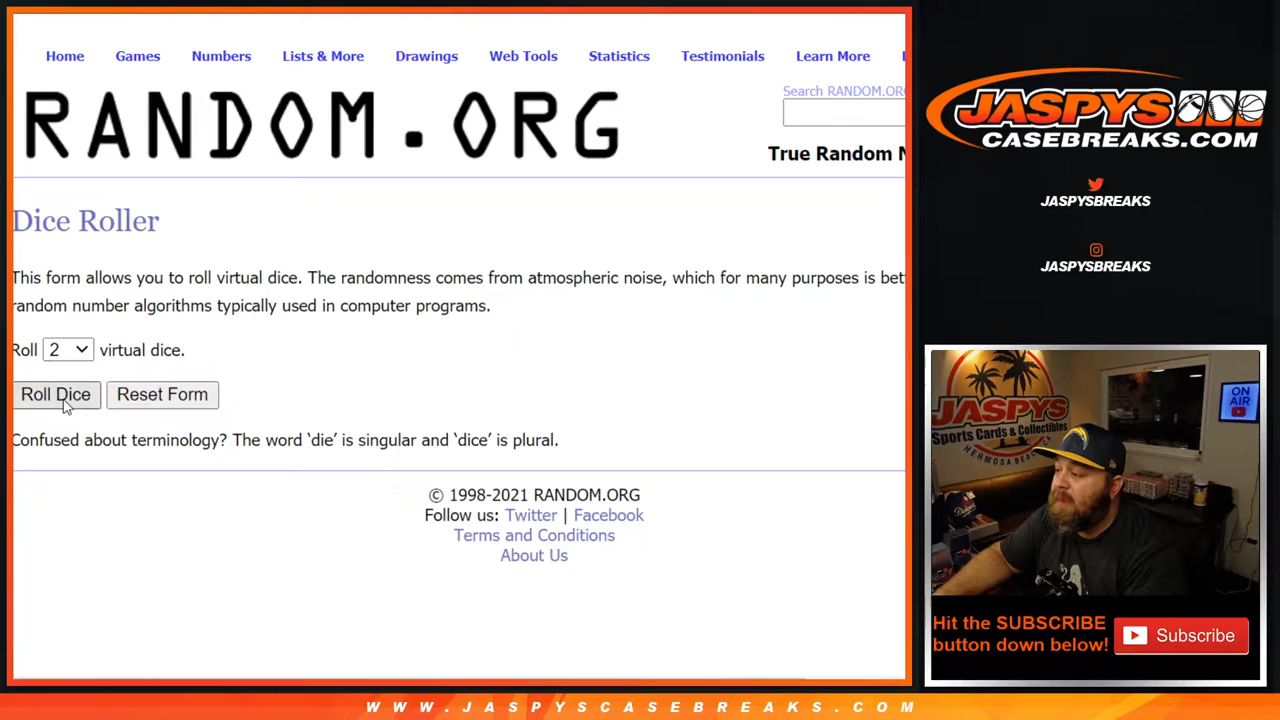 Home Games Numbers Lists & More Drawings Web Tools Statistics Testimonials Learn More
Search RANDOM.OR
RANDOM.ORG
True Random N
Dice Roller
This form allows you to roll virtual dice. The randomness comes from atmospheric noise, which for many purposes is bet
random number algorithms typically used in computer programs.
Roll 2 virtual dice.
Roll Dice Reset Form
Confused about terminology? The word ‘die’ is singular and ‘dice’ is plural.
© 1998-2021 RANDOM.ORG
Follow us: Twitter | Facebook
Terms and Conditions
About Us
JASPYS
CASEBREAKS.COM
JASPYSBREAKS
JASPYSBREAKS
JASPYS
Sports Cards & Collectibles
HERMOSA BEAC
ON
AIR
Dodgers
Hit the SUBSCRIBE
button down below!
Subscribe
WWW.JASPYSCASEBREAKS.COM